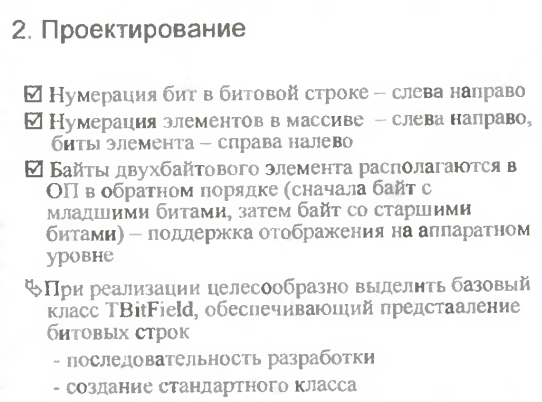 2. Проектирование
☑ Нумерация бит в битовой строке – слева направо
☑ Нумерация элементов в массиве – слева направо,
биты элемента – справа налево
☑ Байты двухбайтового элемента располагаются в
ОП в обратном порядке (сначала байт с
младшими битами, затем байт со старшими
битами) – поддержка отображения на аппаратном
уровне
При реализации целесообразно выделить базовый
класс TBitField, обеспечивающий представление
битовых строк
- последовательность разработки
- создание стандартного класса